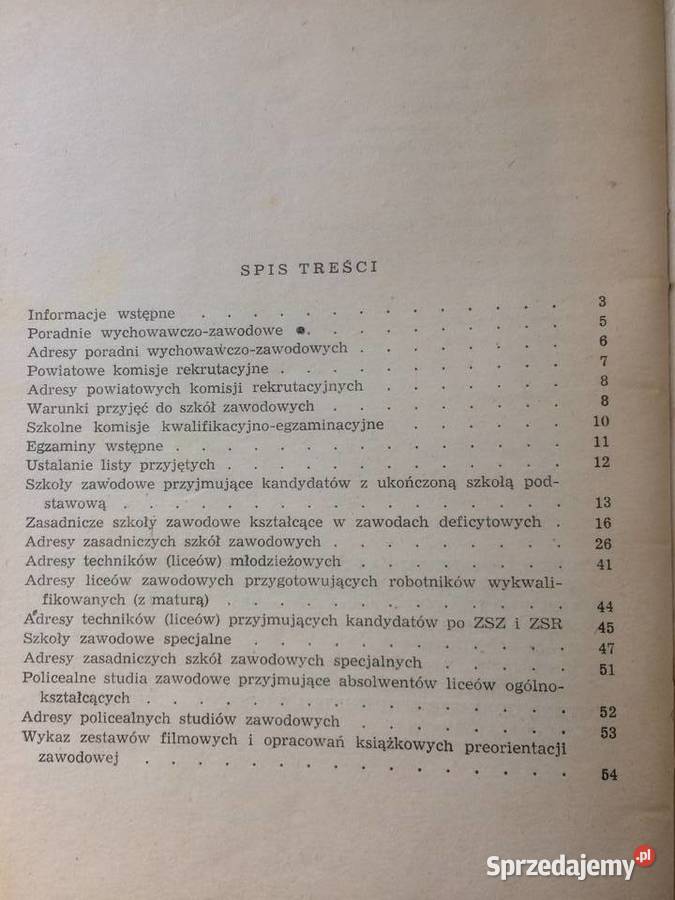 SPIS TREŚCI
Informacje wstępne . . . . . . . . . . . . . . 3
Poradnie wychowawczo-zawodowe . . . . . . . . . . 5
Adresy poradni wychowawczo-zawodowych . . . . . . . . 6
Powiatowe komisje rekrutacyjne . . . . . . . . . . . 7
Adresy powiatowych komisji rekrutacyjnych . . . . . . . 8
Warunki przyjęć do szkół zawodowych . . . . . . . . . 8
Szkolne komisje kwalifikacyjno-egzaminacyjne . . . . . . 10
Egzaminy wstępne . . . . . . . . . . . . . . . 11
Ustalanie listy przyjętych . . . . . . . . . . . . . 12
Szkoły zawodowe przyjmujące kandydatów z ukończoną szkołą pod-
stawową . . . . . . . . . . . . . . . . . 13
Zasadnicze szkoły zawodowe kształcące w zawodach deficytowych . 16
Adresy zasadniczych szkół zawodowych . . . . . . . . . 26
Adresy techników (liceów) młodzieżowych . . . . . . . . 41
Adresy liceów zawodowych przygotowujących robotników wykwali-
fikowanych (z maturą) . . . . . . . . . . . . . 44
Adresy techników (liceów) przyjmujących kandydatów po ZSZ i ZSR 45
Szkoły zawodowe specjalne . . . . . . . . . . . . 47
Adresy zasadniczych szkół zawodowych specjalnych . . . . . 51
Policealne studia zawodowe przyjmujące absolwentów liceów ogólno-
kształcących . . . . . . . . . . . . . . . . 52
Adresy policealnych studiów zawodowych . . . . . . . . 53
Wykaz zestawów filmowych i opracowań książkowych preorientacji
zawodowej . . . . . . . . . . . . . . . . 54
Sprzedajemy.pl